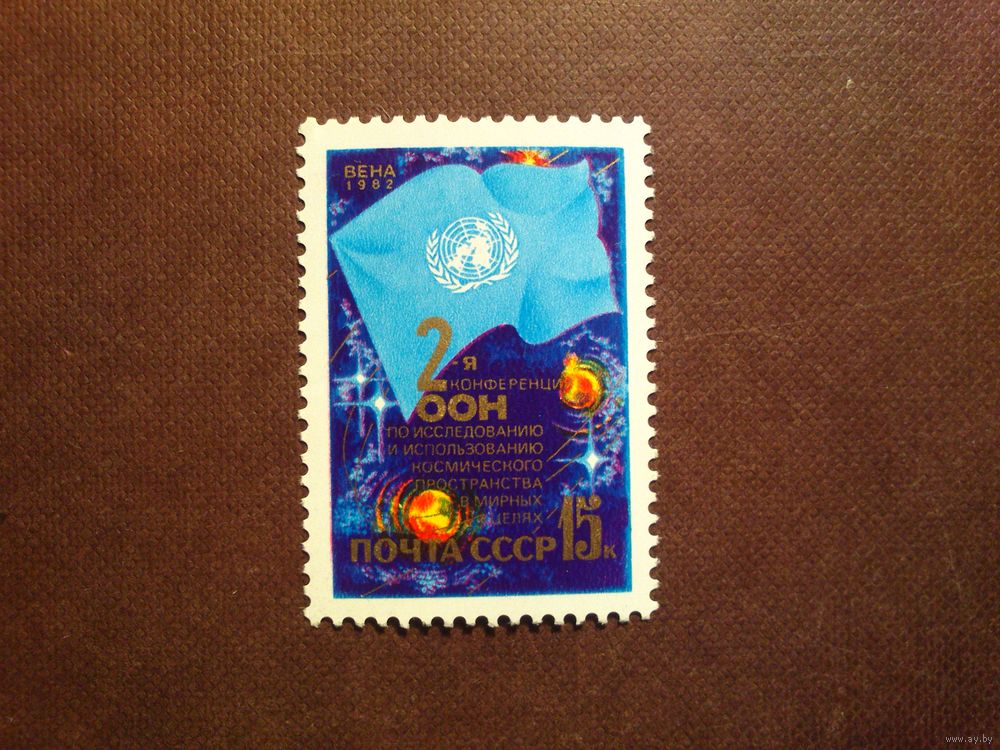 ВЕНА
1982
2-я
КОНФЕРЕНЦИЯ
ООН
ПО ИССЛЕДОВАНИЮ
И ИСПОЛЬЗОВАНИЮ
КОСМИЧЕСКОГО
ПРОСТРАНСТВА
В МИРНЫХ
ЦЕЛЯХ
ПОЧТА СССР 15к
www.ay.by